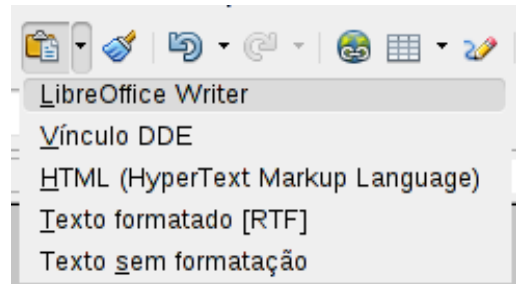 LibreOffice Writer
Vínculo DDE
HTML (HyperText Markup Language)
Texto formatado [RTF]
Texto sem formatação